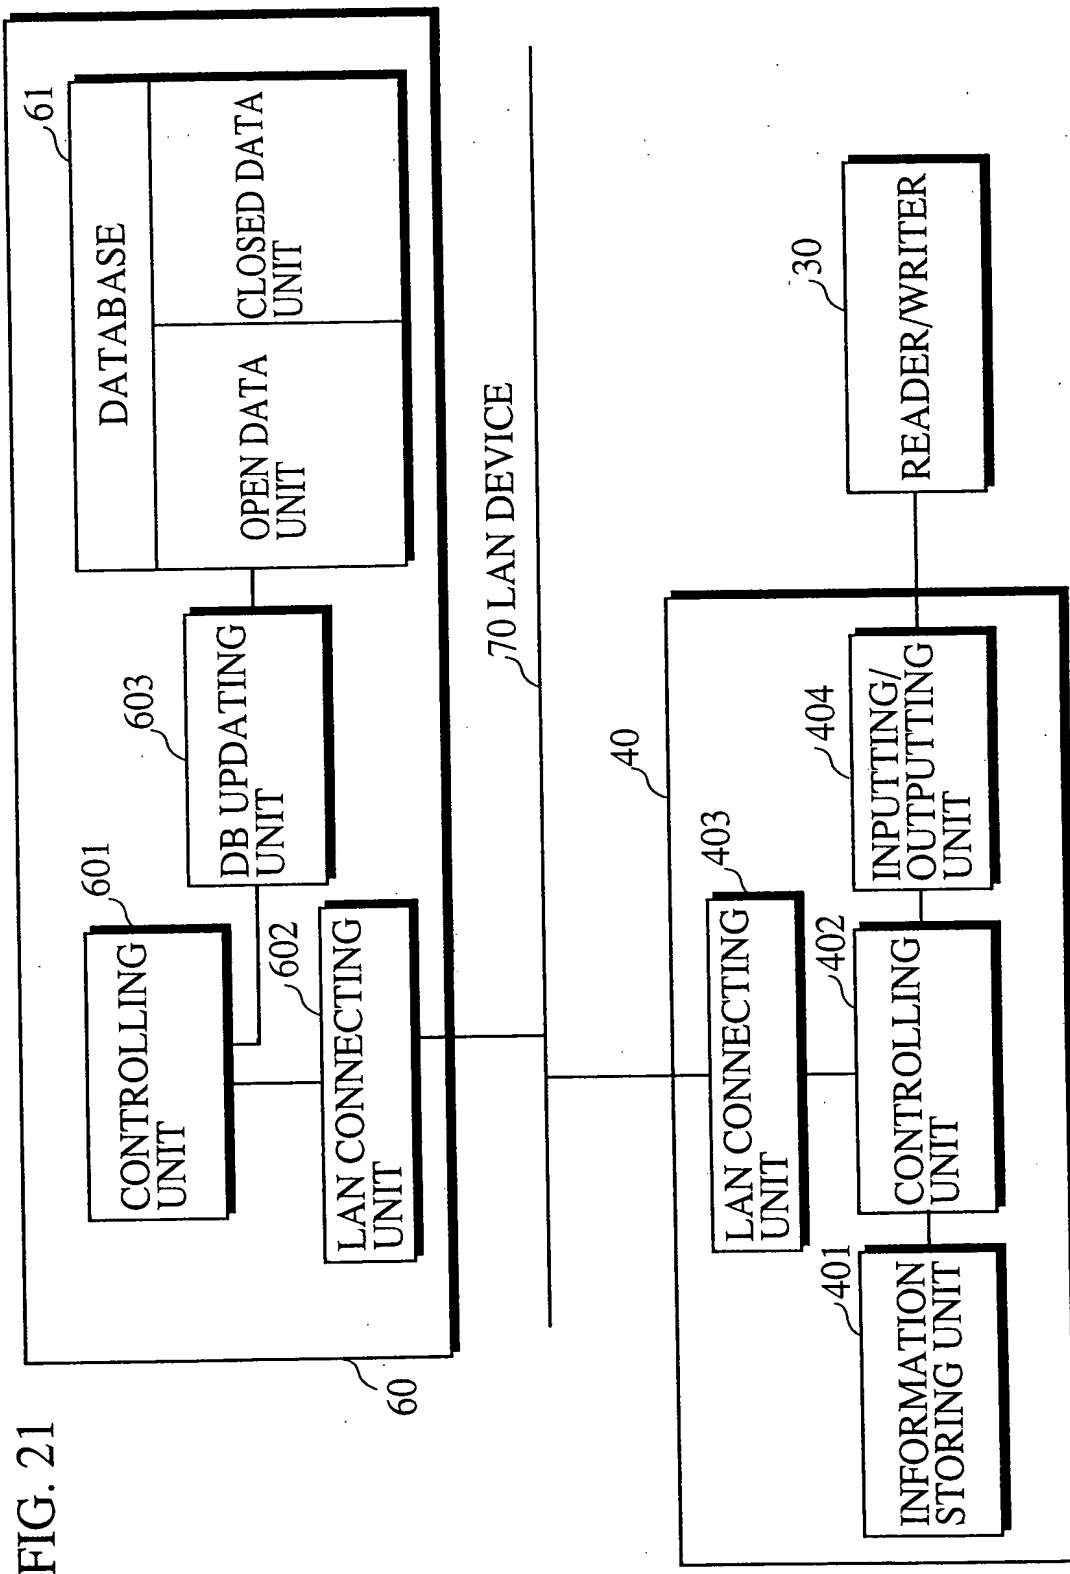 FIG. 21
60
601
CONTROLLING
UNIT
602
LAN CONNECTING
UNIT
603
DB UPDATING
UNIT
61
DATABASE
OPEN DATA
UNIT
CLOSED DATA
UNIT
70 LAN DEVICE
40
403
LAN CONNECTING
UNIT
401
INFORMATION
STORING UNIT
402
CONTROLLING
UNIT
404
INPUTTING/
OUTPUTTING
UNIT
30
READER/WRITER